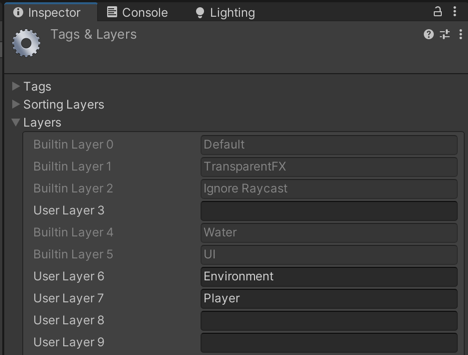 Inspector Console Lighting
Tags & Layers
Tags
Sorting Layers
Layers
Builtin Layer 0 Default
Builtin Layer 1 TransparentFX
Builtin Layer 2 Ignore Raycast
User Layer 3
Builtin Layer 4 Water
Builtin Layer 5 UI
User Layer 6 Environment
User Layer 7 Player
User Layer 8
User Layer 9